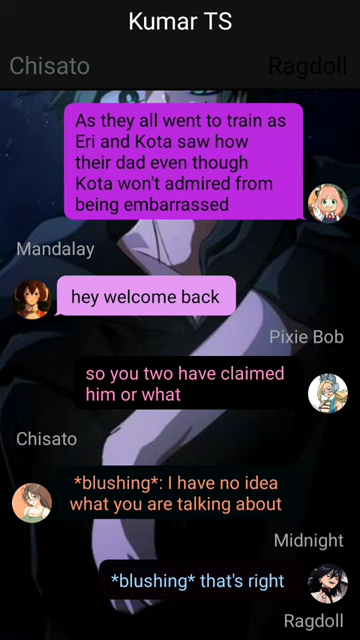 Kumar TS
Chisato
Ragdoll
As they all went to train as
Eri and Kota saw how
their dad even though
Kota won't admired from
being embarrassed
Mandalay
hey welcome back
Pixie Bob
so you two have claimed
him or what
Chisato
*blushing*: I have no idea
what you are talking about
Midnight
*blushing* that's right
Ragdoll